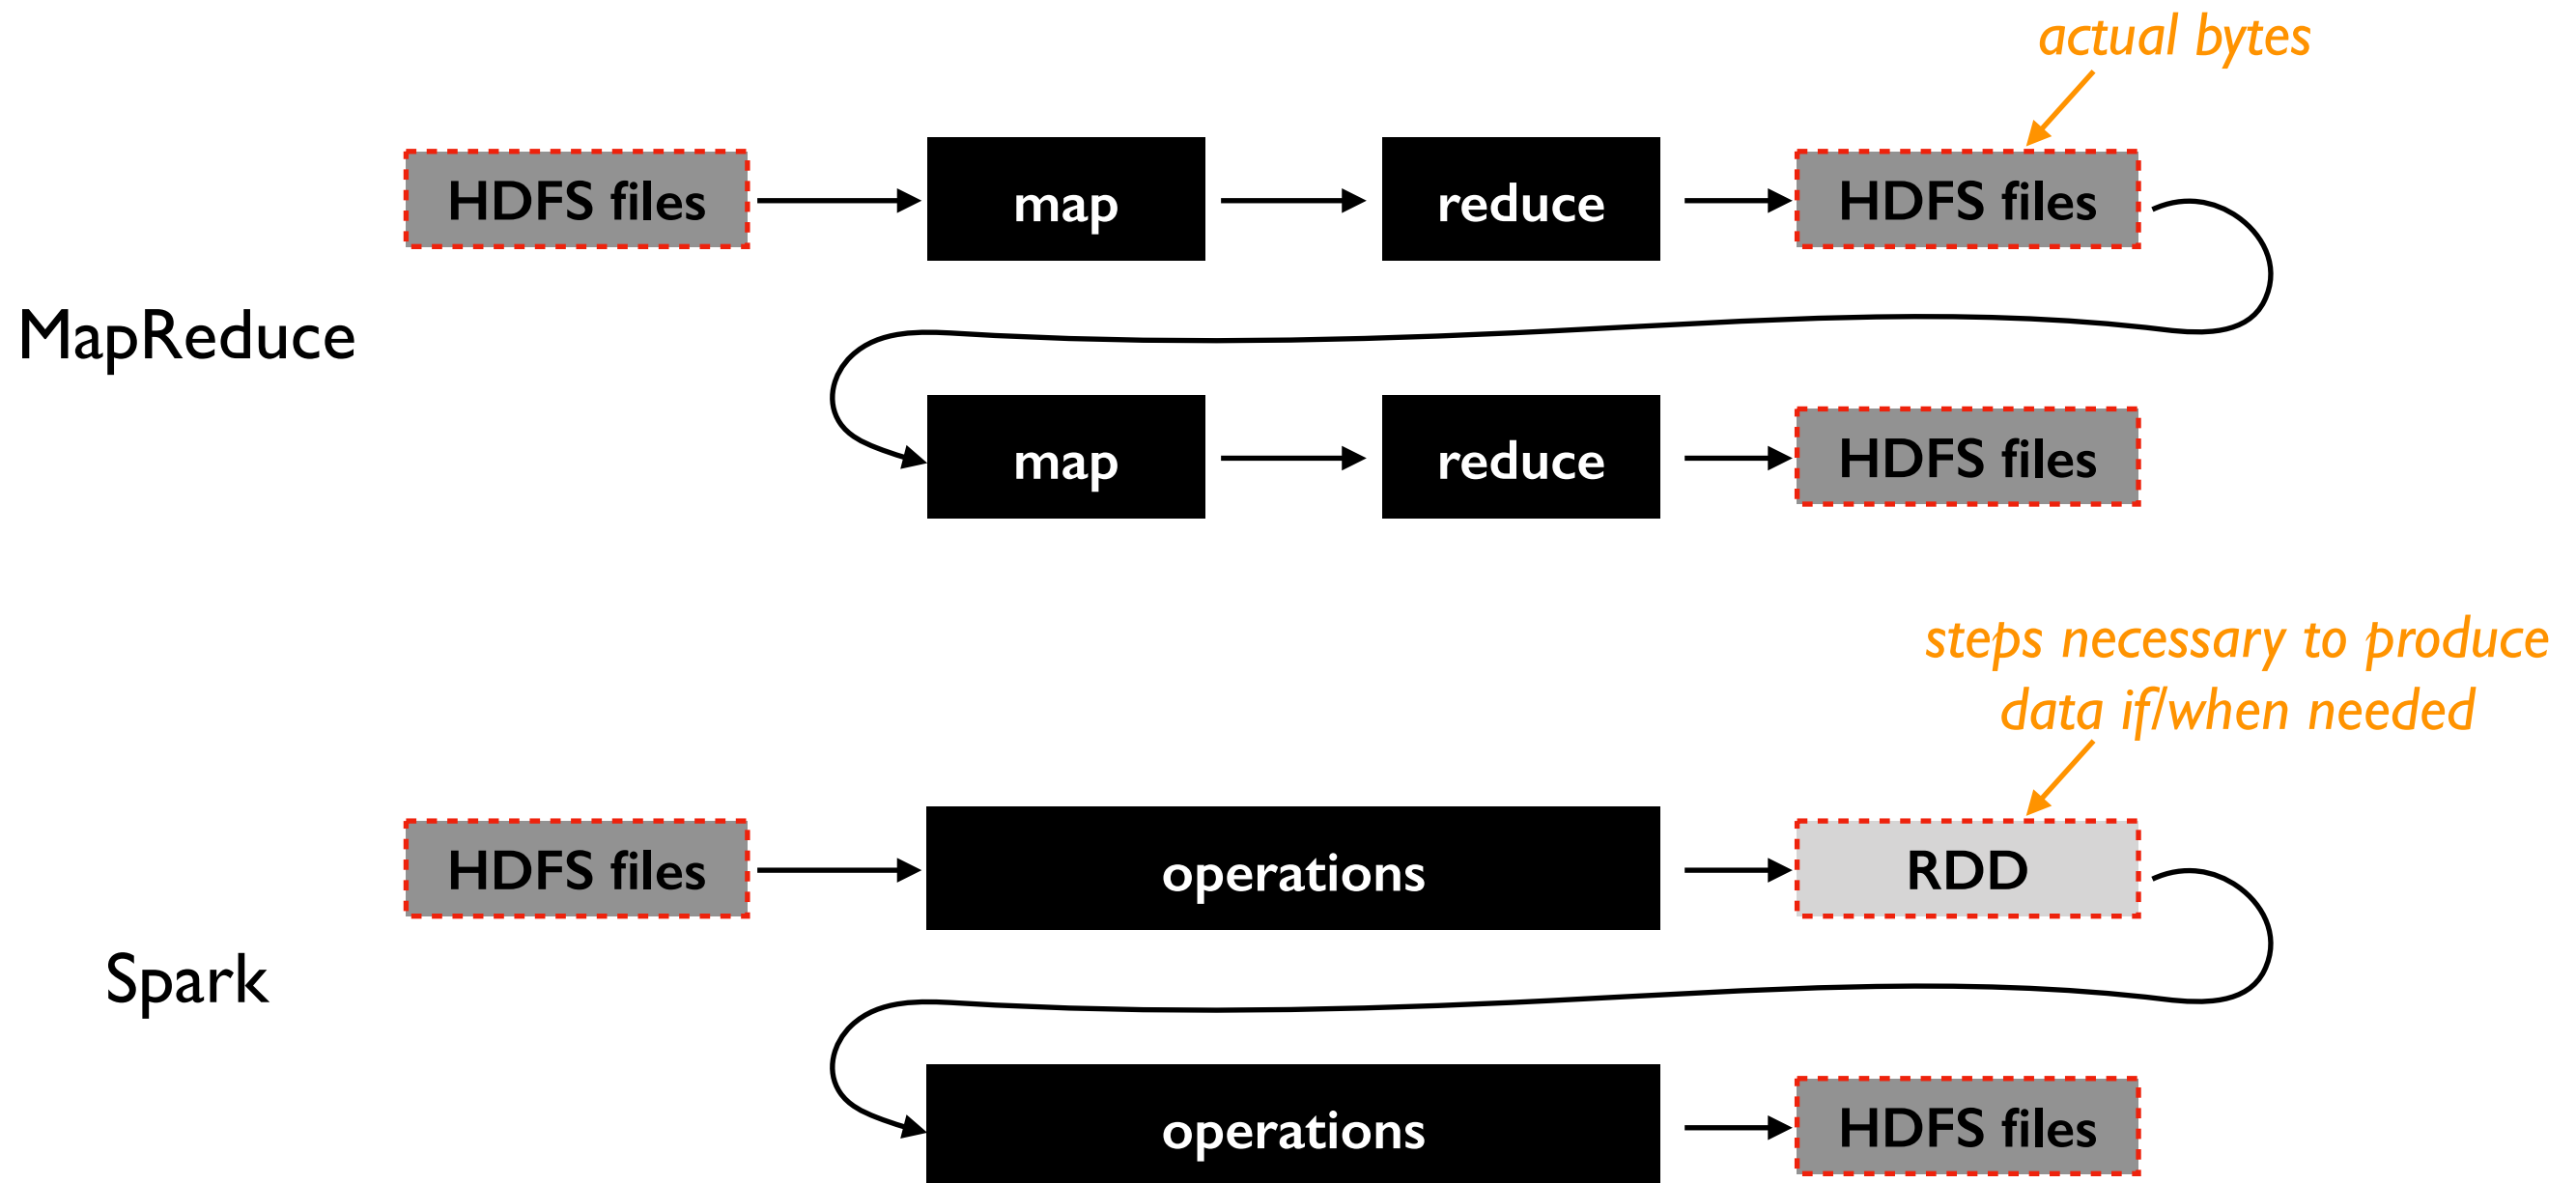 actual bytes
HDFS files
map
reduce
HDFS files
MapReduce
map
reduce
HDFS files
steps necessary to produce
data if/when needed
HDFS files
operations
RDD
Spark
operations
HDFS files